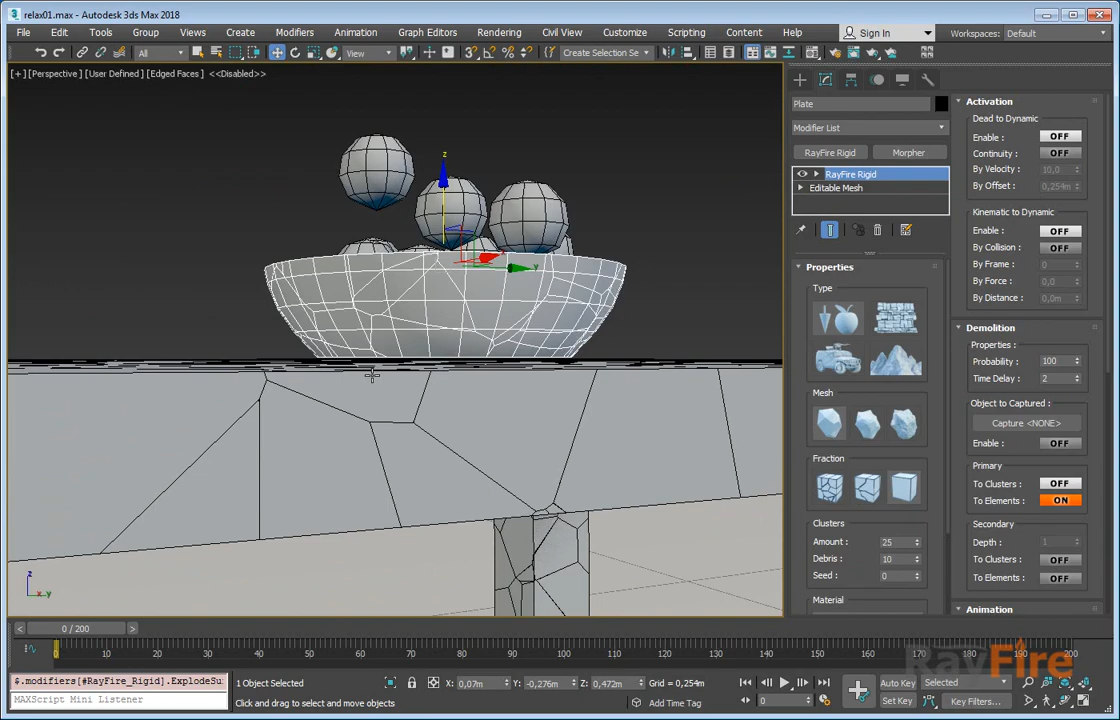 relax01.max - Autodesk 3ds Max 2018
File Edit Tools Group Views Create Modifiers Animation Graph Editors Rendering Civil View Customize Scripting Content Help Sign In Workspaces: Default
All View Create Selection Se
[+] [Perspective] [User Defined] [Edged Faces] <<Disabled>>
z
y
z
x y
Plate
Modifier List
RayFire Rigid Morpher
RayFire Rigid
Editable Mesh
Properties
Type
Mesh
Fraction
Clusters
Amount : 25
Debris : 10
Seed : 0
Material
Activation
Dead to Dynamic
Enable : OFF
Continuity : OFF
By Velocity : 10,0
By Offset : 0,254m
Kinematic to Dynamic
Enable : OFF
By Collision : OFF
By Frame : 0
By Force : 0,0
By Distance : 0,0m
Demolition
Properties :
Probability : 100
Time Delay : 2
Object to Captured :
Capture <NONE>
Enable : OFF
Primary
To Clusters : OFF
To Elements : ON
Secondary
Depth : 1
To Clusters : OFF
To Elements : OFF
Animation
< 0 / 200 >
0 10 20 30 40 50 60 70 80 90 100 110 120 130 140 150 160 170 180 190 200
RayFire
$.modifiers[#RayFire_Rigid].ExplodeSu
MAXScript Mini Listener
1 Object Selected
Click and drag to select and move objects
X: 0,07m Y: -0,276m Z: 0,472m Grid = 0,254m
Add Time Tag
0
Auto Key Selected
Set Key Key Filters...